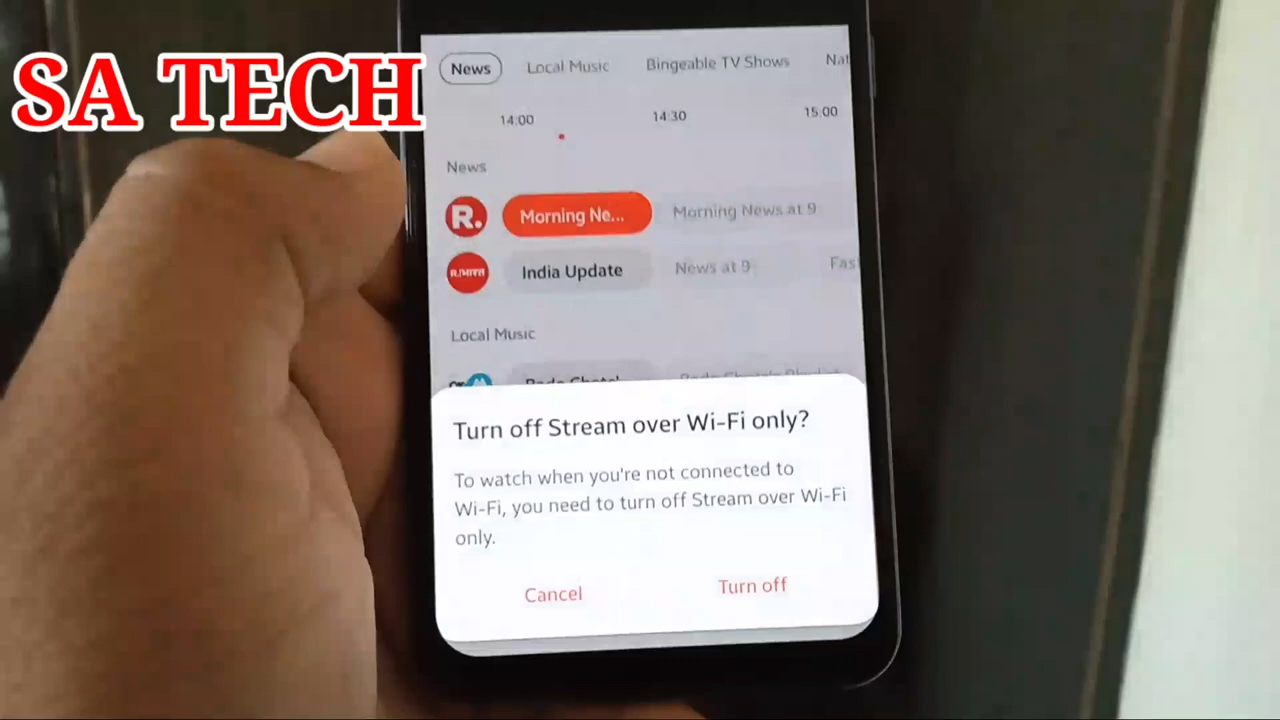 SA TECH
News Local Music Bingeable TV Shows Nat
14:00 14:30 15:00
News
R. Morning Ne... Morning News at 9
R.भारत India Update News at 9 Fas
Local Music
Turn off Stream over Wi-Fi only?
To watch when you're not connected to
Wi-Fi, you need to turn off Stream over Wi-Fi
only.
Cancel Turn off